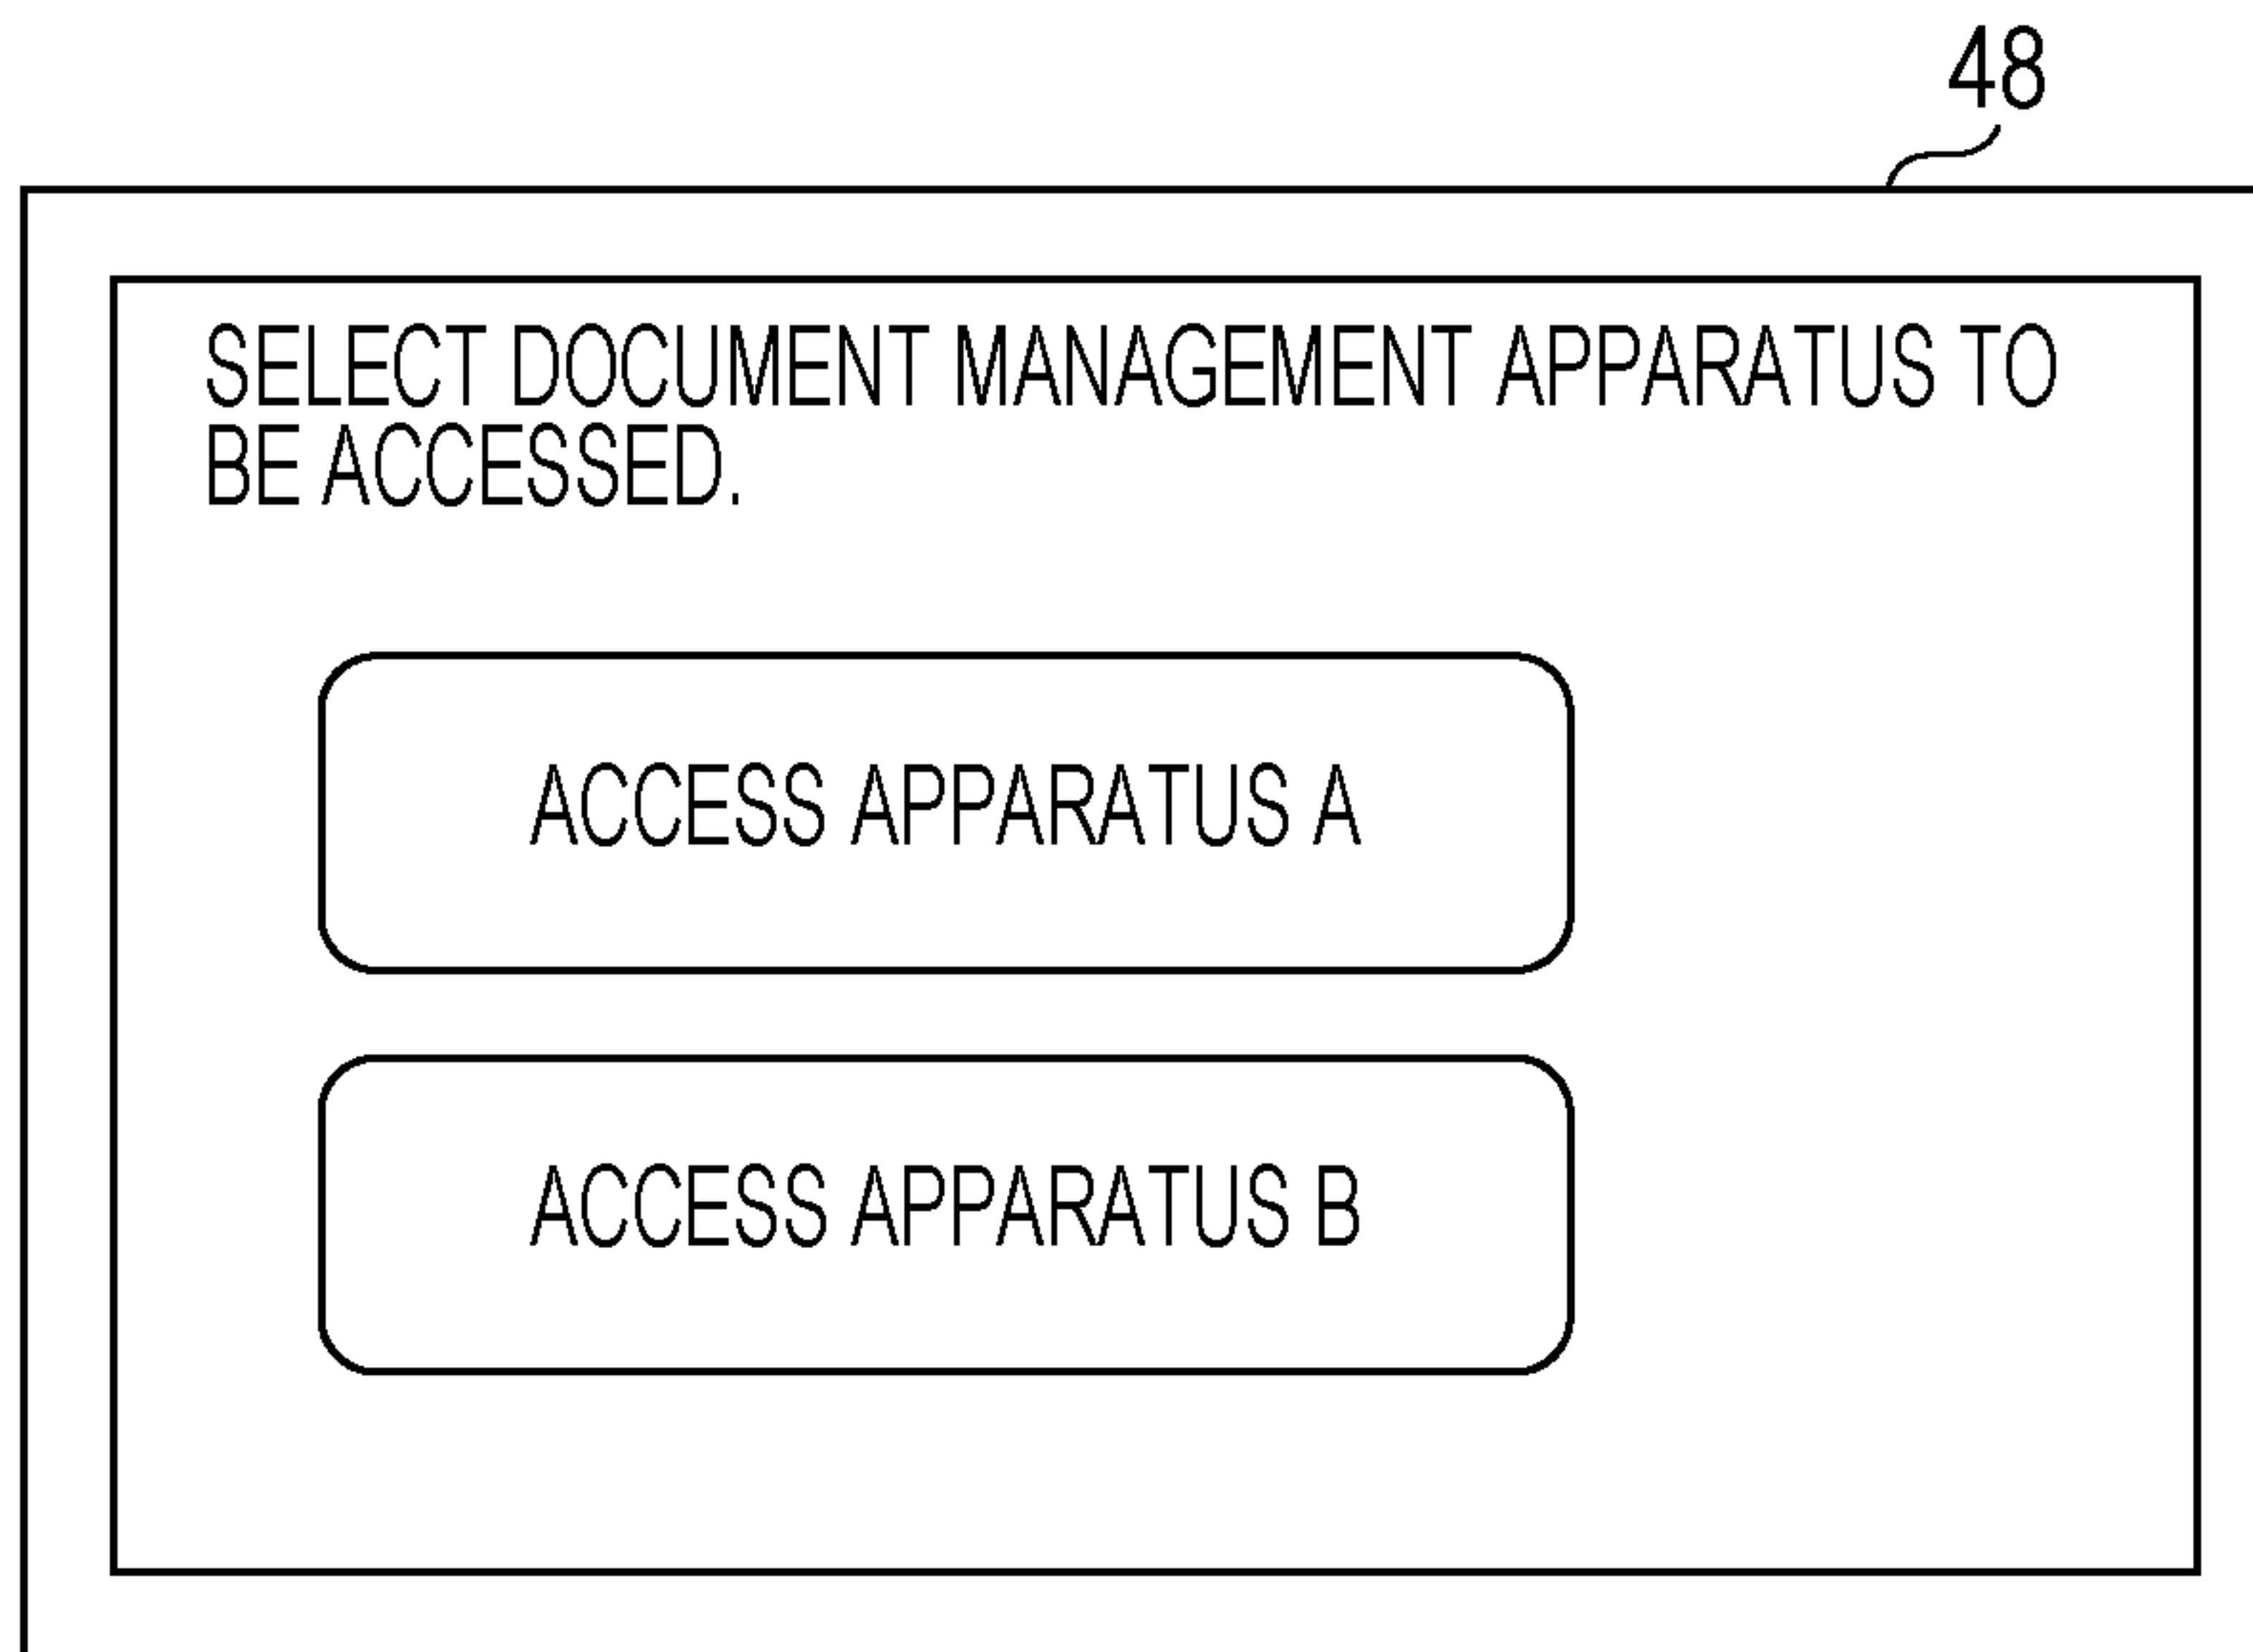 48
SELECT DOCUMENT MANAGEMENT APPARATUS TO
BE ACCESSED.
ACCESS APPARATUS A
ACCESS APPARATUS B